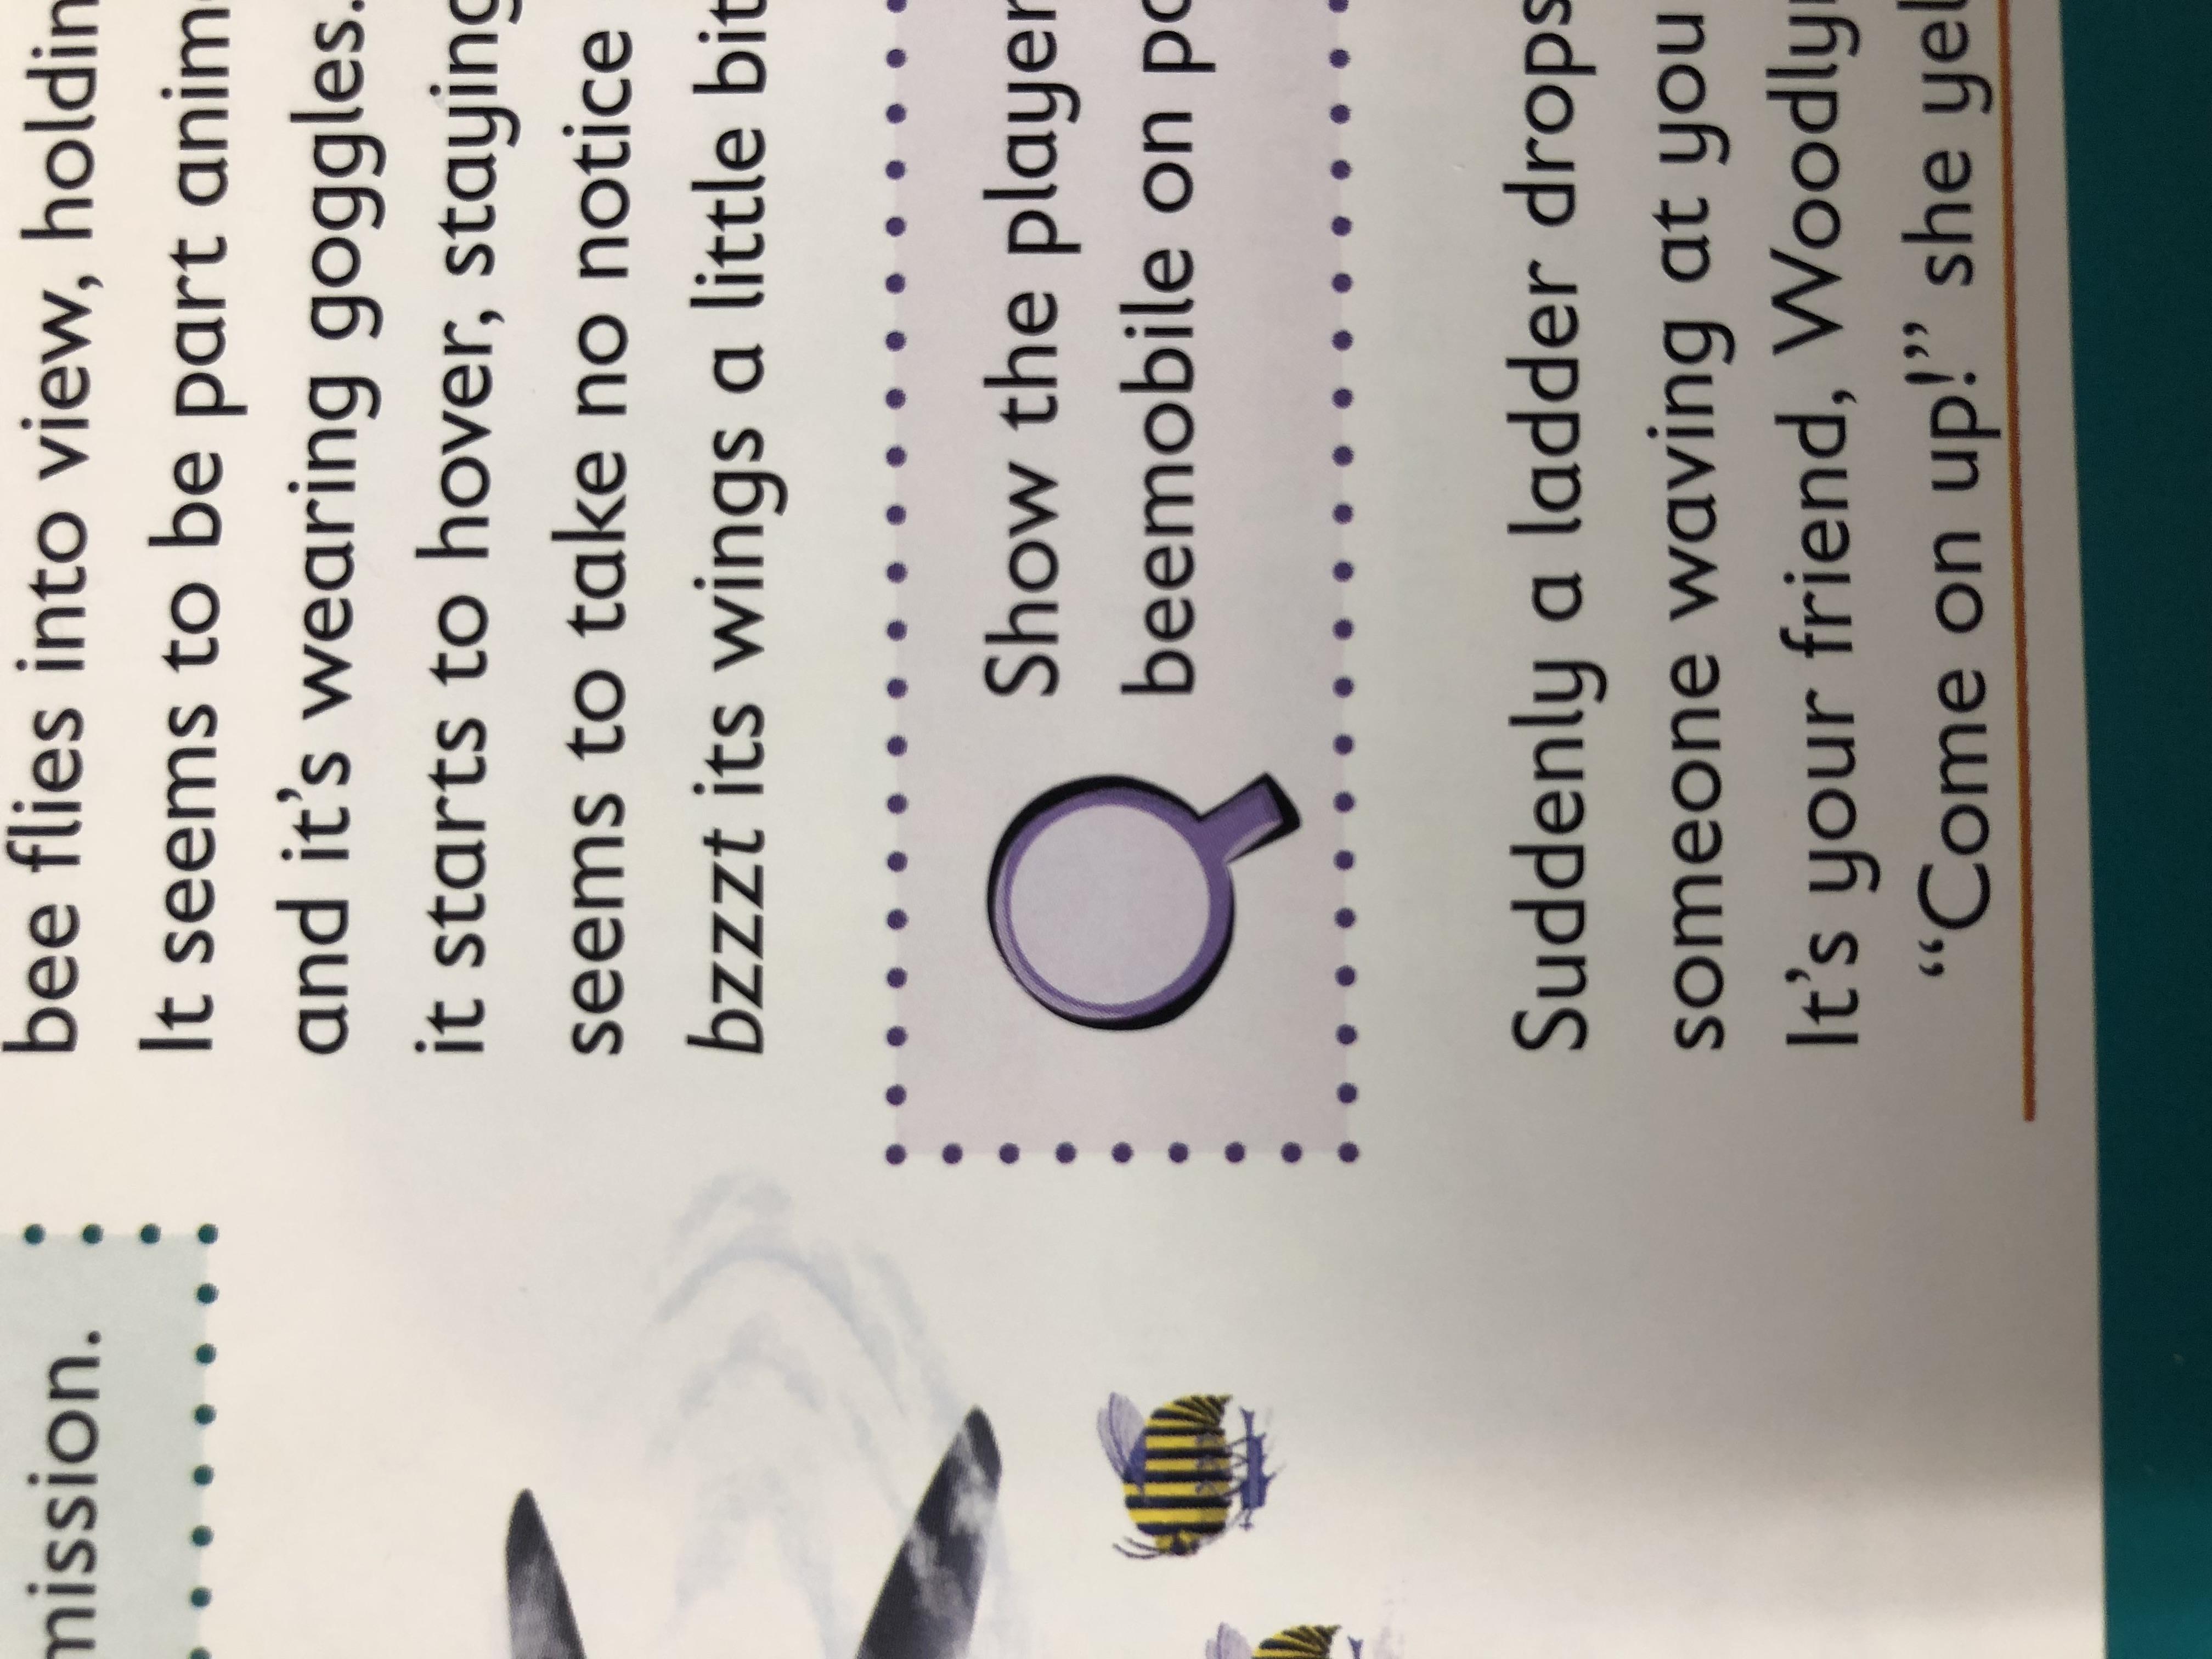 mission.
bee flies into view, holdin
It seems to be part anim
and it's wearing goggles.
it starts to hover, staying
seems to take no notice
bzzzt its wings a little bit
Show the player
beemobile on
Suddenly a ladder drops
someone waving at you
It's your friend, Woodlyn
“Come on up!” she yel